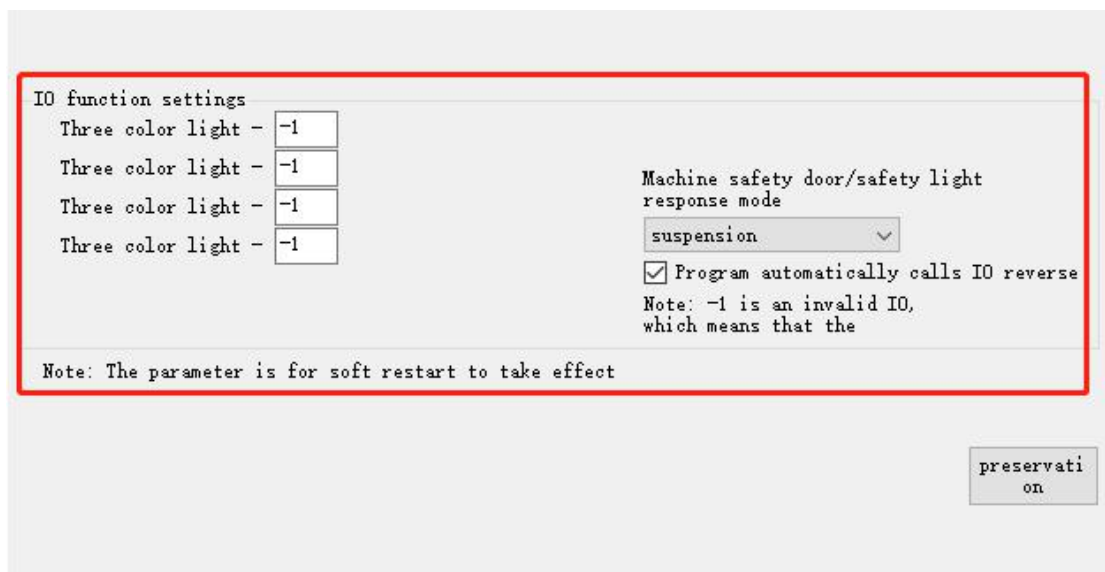 IO function settings
Three color light - -1
Three color light - -1
Three color light - -1
Three color light - -1
Machine safety door/safety light
response mode
suspension
Program automatically calls IO reverse
Note: -1 is an invalid IO,
which means that the
Note: The parameter is for soft restart to take effect
preservati
on